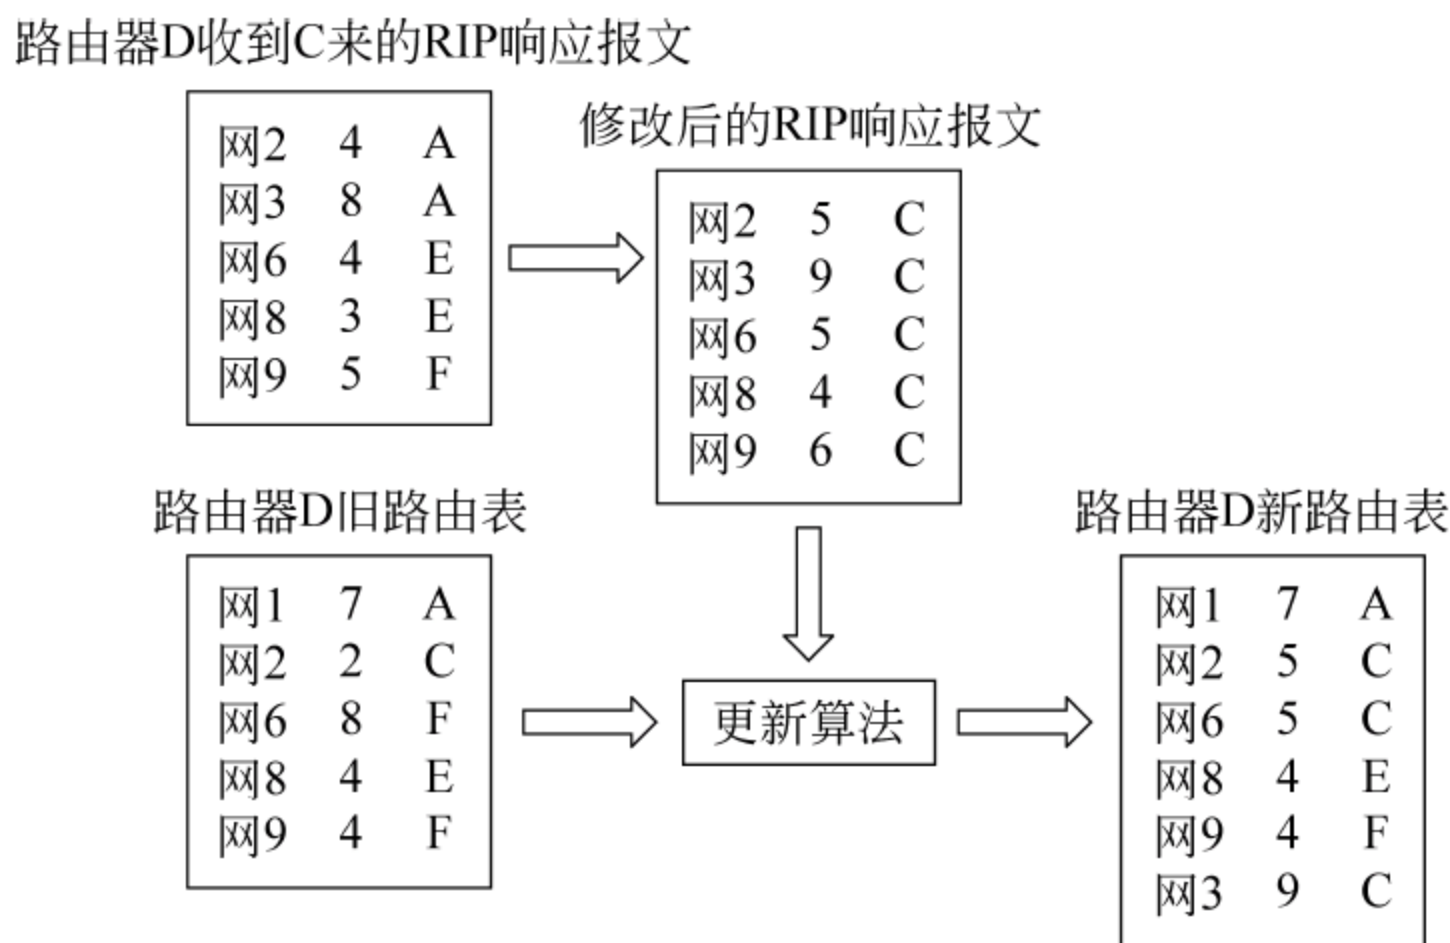 路由器D收到C来的RIP响应报文
网2 4 A
网3 8 A
网6 4 E
网8 3 E
网9 5 F
修改后的RIP响应报文
网2 5 C
网3 9 C
网6 5 C
网8 4 C
网9 6 C
路由器D旧路由表
网1 7 A
网2 2 C
网6 8 F
网8 4 E
网9 4 F
更新算法
路由器D新路由表
网1 7 A
网2 5 C
网6 5 C
网8 4 E
网9 4 F
网3 9 C